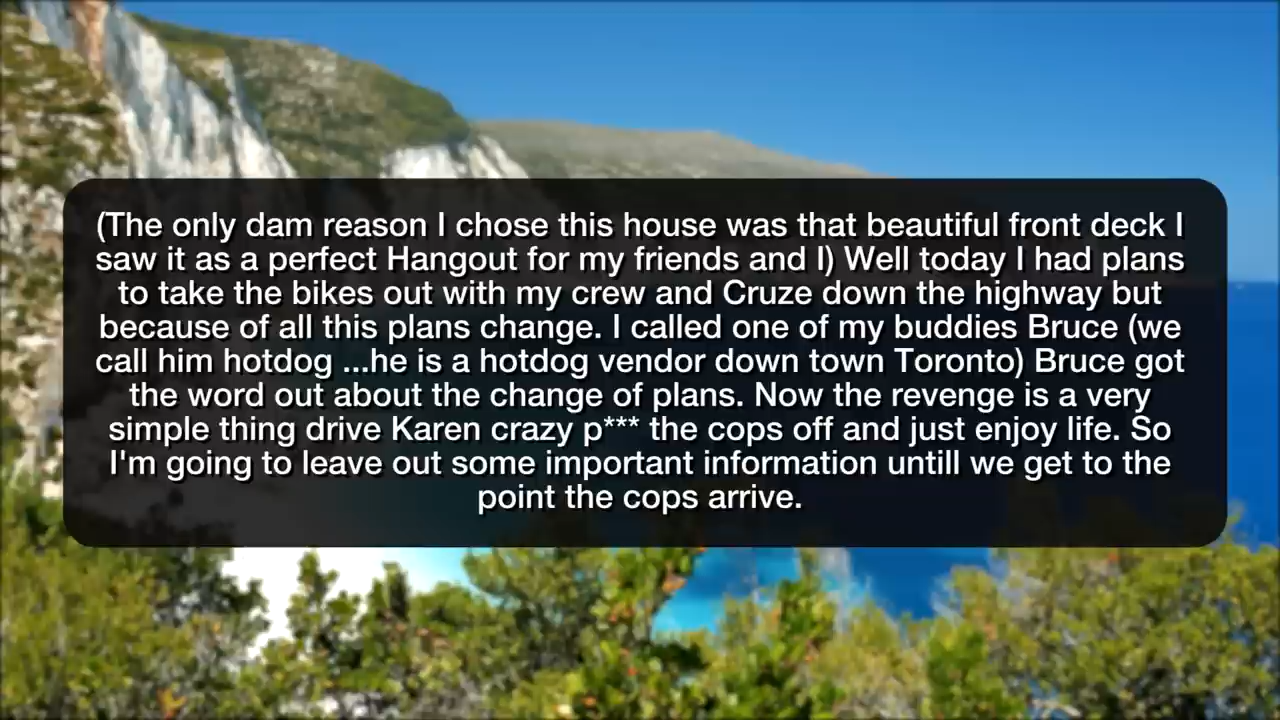 (The only dam reason I chose this house was that beautiful front deck I
saw it as a perfect Hangout for my friends and I) Well today I had plans
to take the bikes out with my crew and Cruze down the highway but
because of all this plans change. I called one of my buddies Bruce (we
call him hotdog ...he is a hotdog vendor down town Toronto) Bruce got
the word out about the change of plans. Now the revenge is a very
simple thing drive Karen crazy p*** the cops off and just enjoy life. So
I'm going to leave out some important information untill we get to the
point the cops arrive.